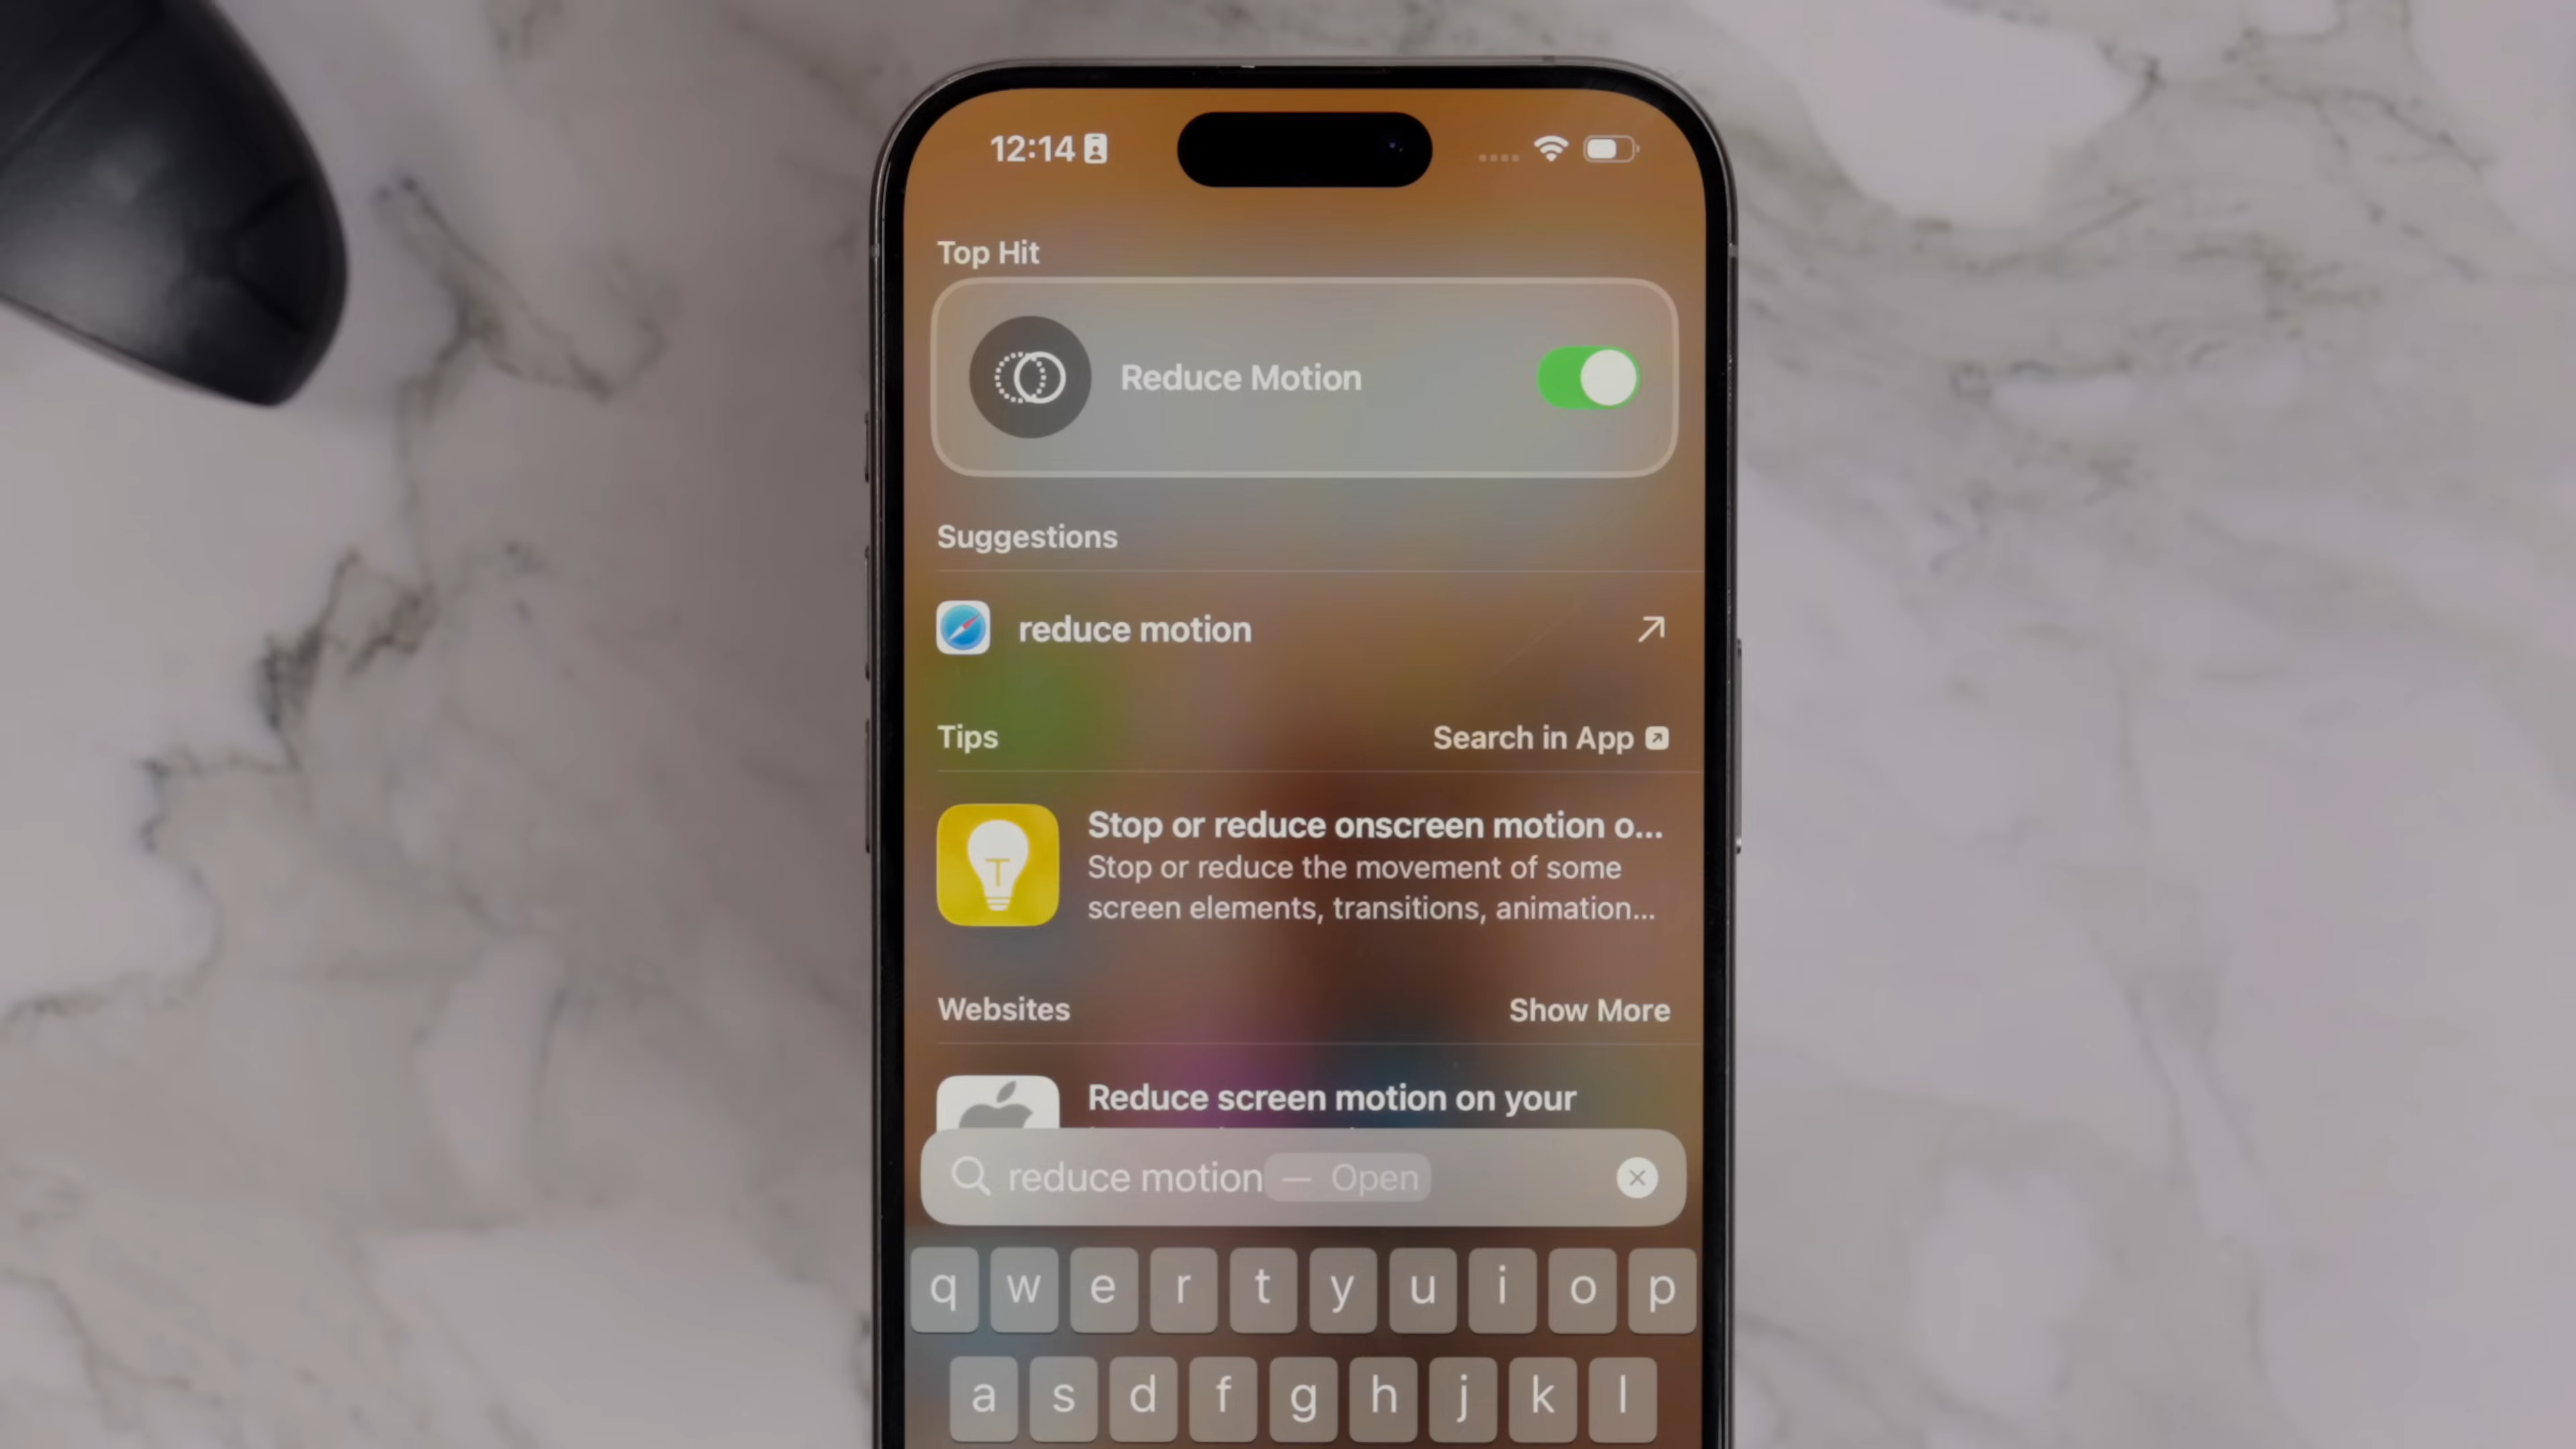 12:14
Top Hit
Reduce Motion
Suggestions
reduce motion
Tips
Search in App
Stop or reduce onscreen motion o...
Stop or reduce the movement of some
screen elements, transitions, animation...
Websites
Show More
Reduce screen motion on your
reduce motion — Open
q w e r t y u i o p
a s d f g h j k l